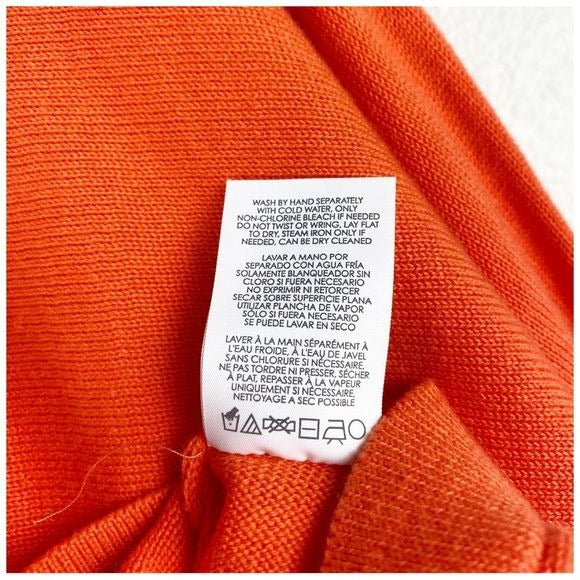 WASH BY HAND SEPARATELY
WITH COLD WATER, ONLY
NON-CHLORINE BLEACH IF NEEDED
DO NOT TWIST OR WRING, LAY FLAT
TO DRY, STEAM IRON ONLY IF
NEEDED, CAN BE DRY CLEANED
LAVAR A MANO POR
SEPARADO CON AGUA FRÍA
SOLAMENTE BLANQUEADOR SIN
CLORO SI FUERA NECESARIO
NO EXPRIMIR NI RETORCER
SECAR SOBRE SUPERFICIE PLANA
UTILIZAR PLANCHA DE VAPOR
SÓLO SI FUERA NECESARIO
SE PUEDE LAVAR EN SECO
LAVER À LA MAIN SÉPARÉMENT À
L'EAU FROIDE, À L'EAU DE JAVEL
SANS CHLORURE SI NÉCESSAIRE,
NE PAS TORDRE NI PRESSER, SÉCHER
À PLAT, REPASSER À LA VAPEUR
UNIQUEMENT SI NÉCESSAIRE,
NETTOYAGE A SEC POSSIBLE